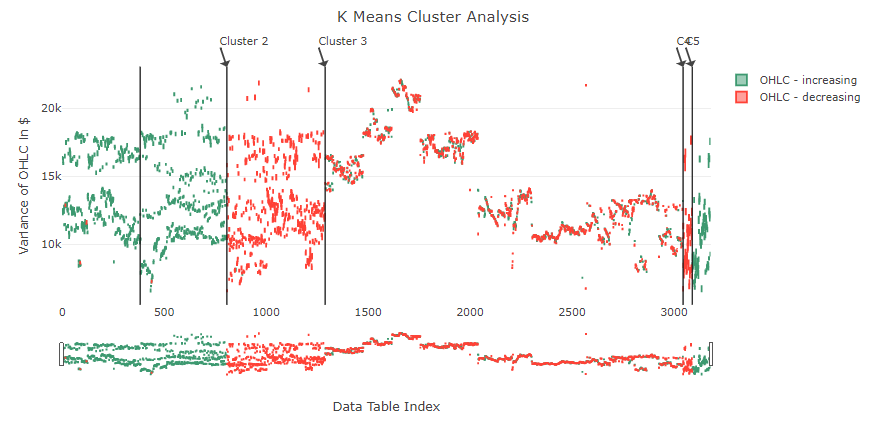 K Means Cluster Analysis
Cluster 2
Cluster 3
C4
C5
OHLC - increasing
OHLC - decreasing
Variance of OHLC In $
20k
15k
10k
0
500
1000
1500
2000
2500
3000
Data Table Index